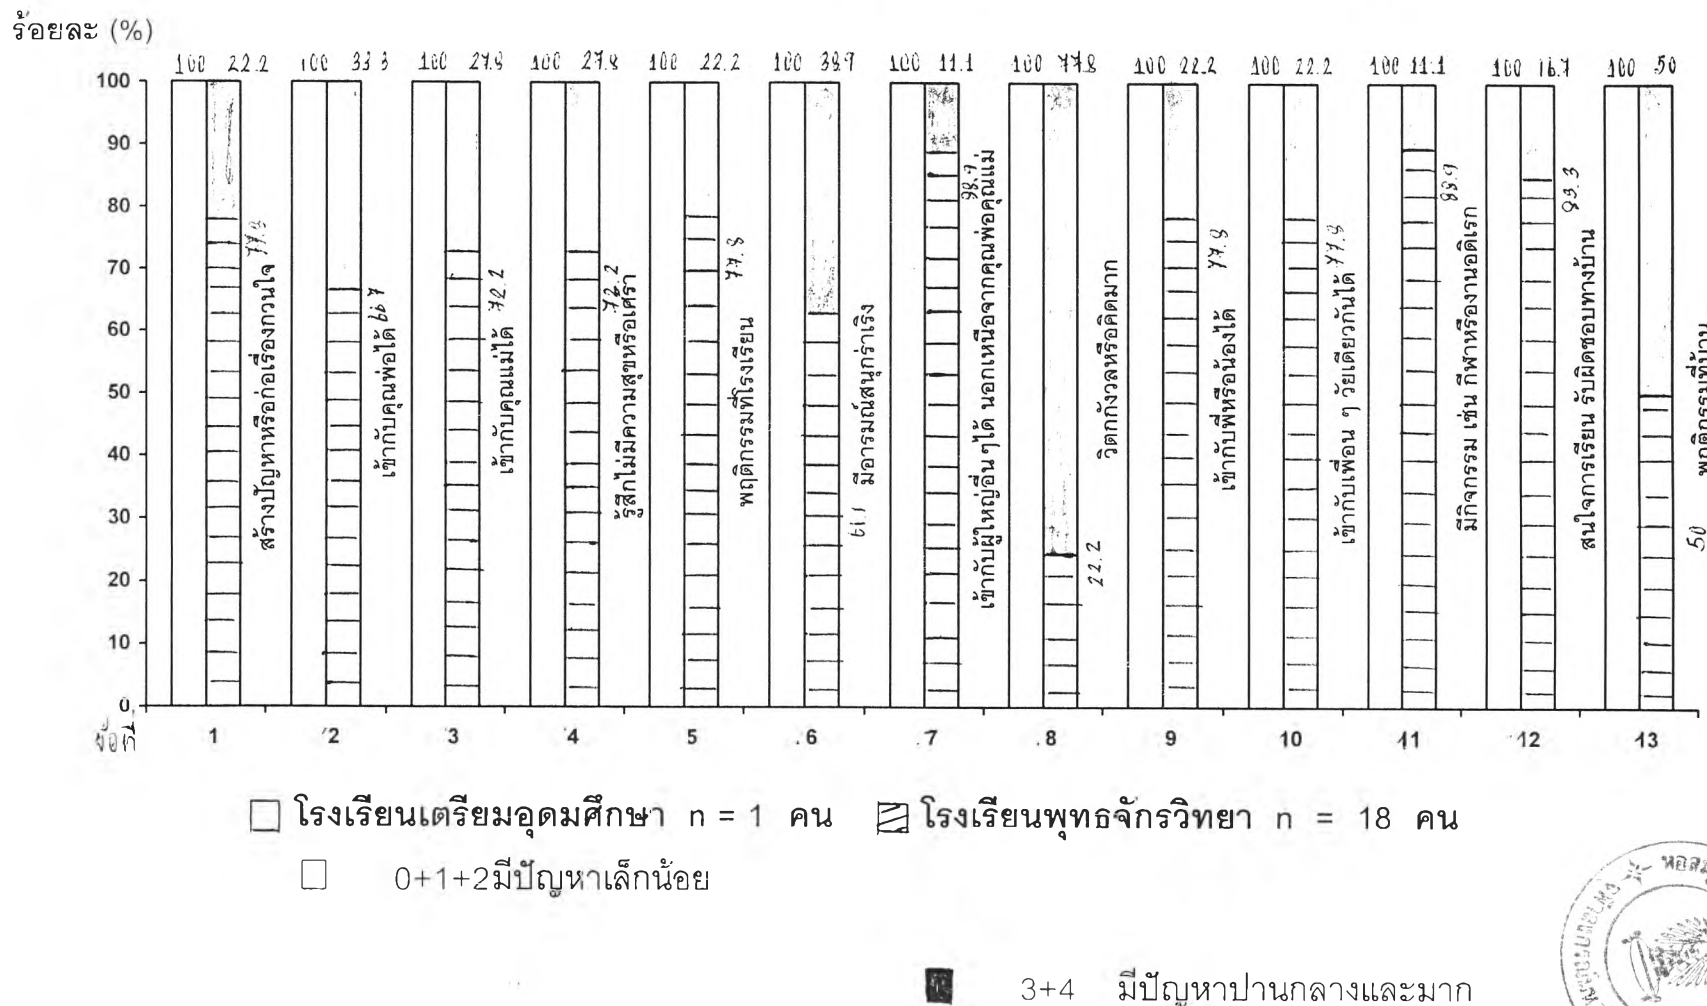 ร้อยละ (%)
100 22.2 100 33.3 100 27.8 100 27.8 100 22.2 100 38.9 100 11.1 100 77.8 100 22.2 100 22.2 100 11.1 100 16.7 100 50
100
90
80
70
60
50
40
30
20
10
0
สร้างปัญหาหรือก่อเรื่องกวนใจ 77.8
เข้ากับคุณพ่อได้ 66.7
เข้ากับคุณแม่ได้ 72.2
รู้สึกไม่มีความสุขหรือเศร้า 72.2
พฤติกรรมที่โรงเรียน 77.8
มีอารมณ์สนุกร่าเริง 61.1
เข้ากับผู้ใหญ่อื่นๆได้ นอกเหนือจากคุณพ่อคุณแม่ 88.9
วิตกกังวลหรือคิดมาก 22.2
เข้ากับพี่หรือน้องได้ 77.8
เข้ากับเพื่อน ๆ วัยเดียวกันได้ 77.8
มีกิจกรรม เช่น กีฬาหรืองานอดิเรก 88.9
สนใจการเรียน รับผิดชอบทางบ้าน 83.3
พฤติกรรมที่บ้าน 50
ข้อที่ 1 2 3 4 5 6 7 8 9 10 11 12 13
โรงเรียนเตรียมอุดมศึกษา n = 1 คน โรงเรียนพุทธจักรวิทยา n = 18 คน
0+1+2มีปัญหาเล็กน้อย
3+4 มีปัญหาปานกลางและมาก